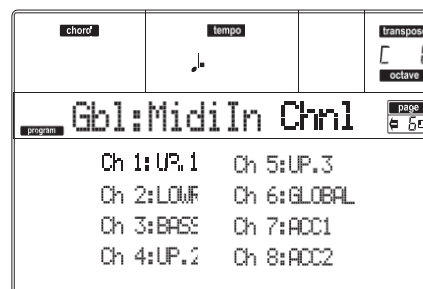 chord tempo transpose
C
octave
program Gbl:MidiIn Chnl page
Ch 1:UP.1 Ch 5:UP.3
Ch 2:LOWR Ch 6:GLOBAL
Ch 3:BASS Ch 7:ACC1
Ch 4:UP.2 Ch 8:ACC2